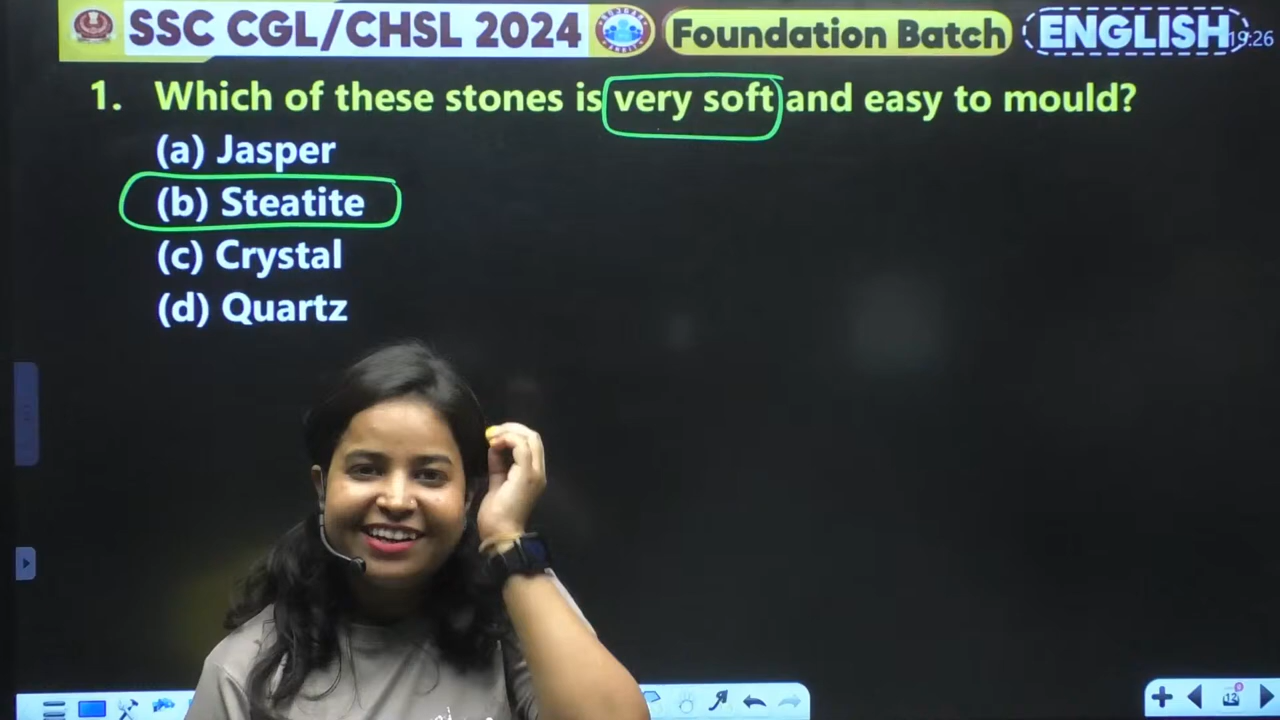 SSC CGL/CHSL 2024 Foundation Batch ENGLISH 19:26
1. Which of these stones is very soft and easy to mould?
(a) Jasper
(b) Steatite
(c) Crystal
(d) Quartz
12